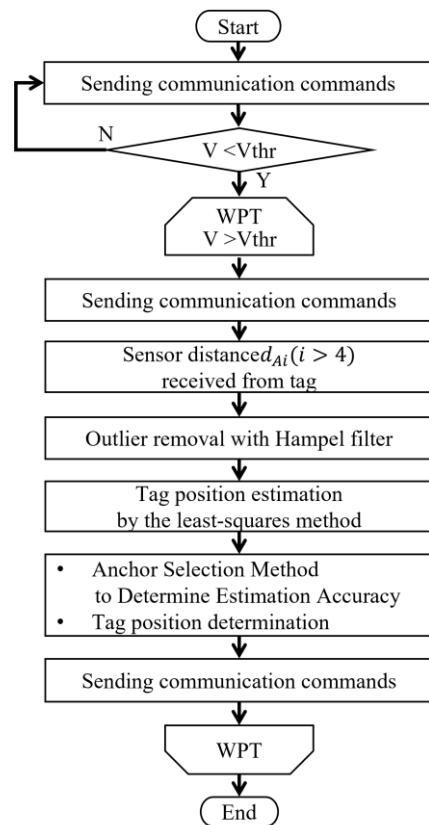 Start
Sending communication commands
N
V <Vthr
Y
WPT
V >Vthr
Sending communication commands
Sensor distance𝑑𝐴𝑖(𝑖 > 4)
received from tag
Outlier removal with Hampel filter
Tag position estimation
by the least-squares method
• Anchor Selection Method
to Determine Estimation Accuracy
• Tag position determination
Sending communication commands
WPT
End